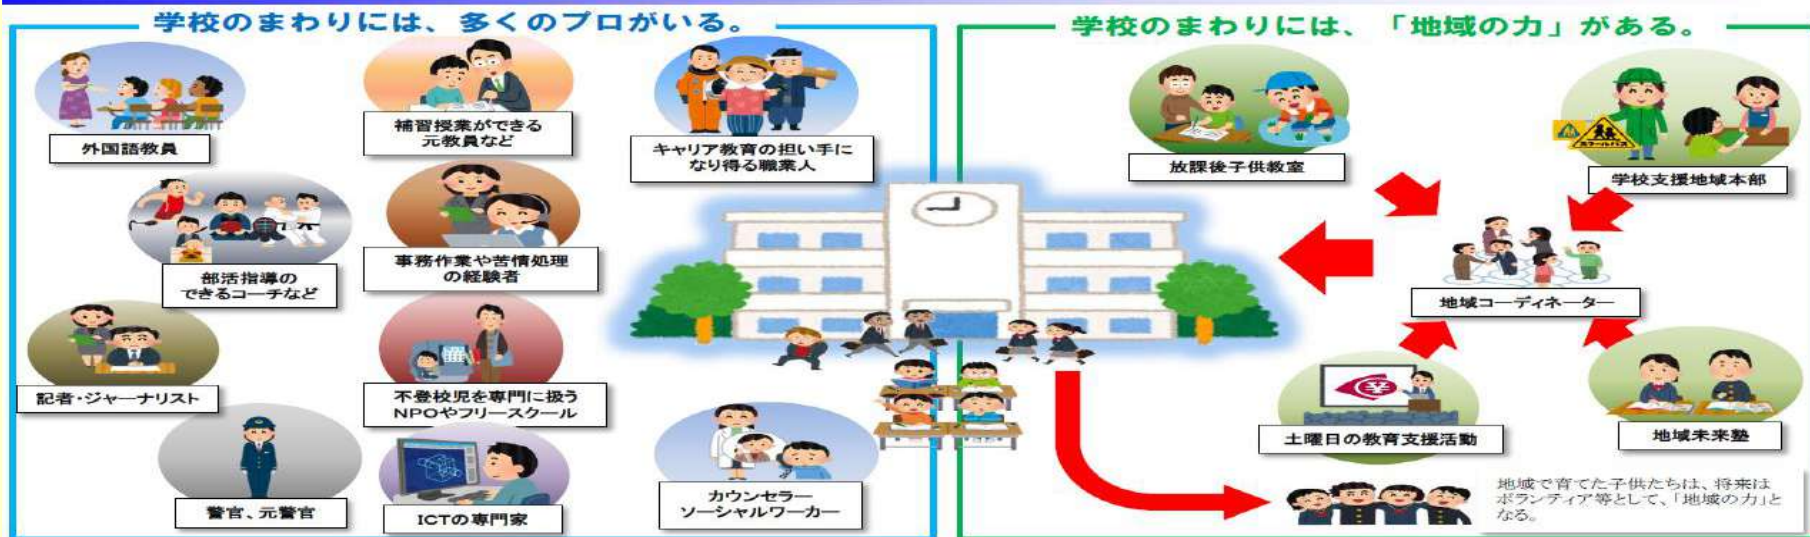 学校のまわりには、多くのプロがいる。
外国語教員
補習授業ができる
元教員など
キャリア教育の担い手に
なり得る職業人
部活指導の
できるコーチなど
事務作業や苦情処理
の経験者
記者・ジャーナリスト
不登校児を専門に扱う
NPOやフリースクール
警官、元警官
ICTの専門家
カウンセラー
ソーシャルワーカー
学校のまわりには、「地域の力」がある。
放課後子供教室
スクールバス
学校支援地域本部
地域コーディネーター
土曜日の教育支援活動
地域未来塾
地域で育てた子供たちは、将来は
ボランティア等として、「地域の力」と
なる。